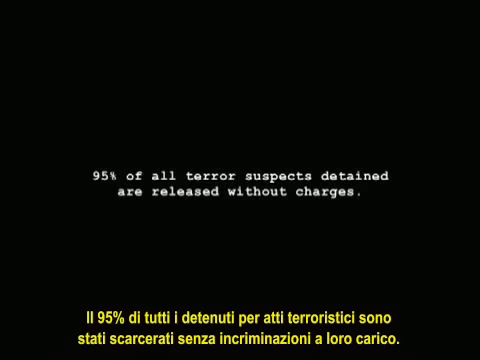 95% of all terror suspects detained
are released without charges.
Il 95% di tutti i detenuti per atti terroristici sono
stati scarcerati senza incriminazioni a loro carico.